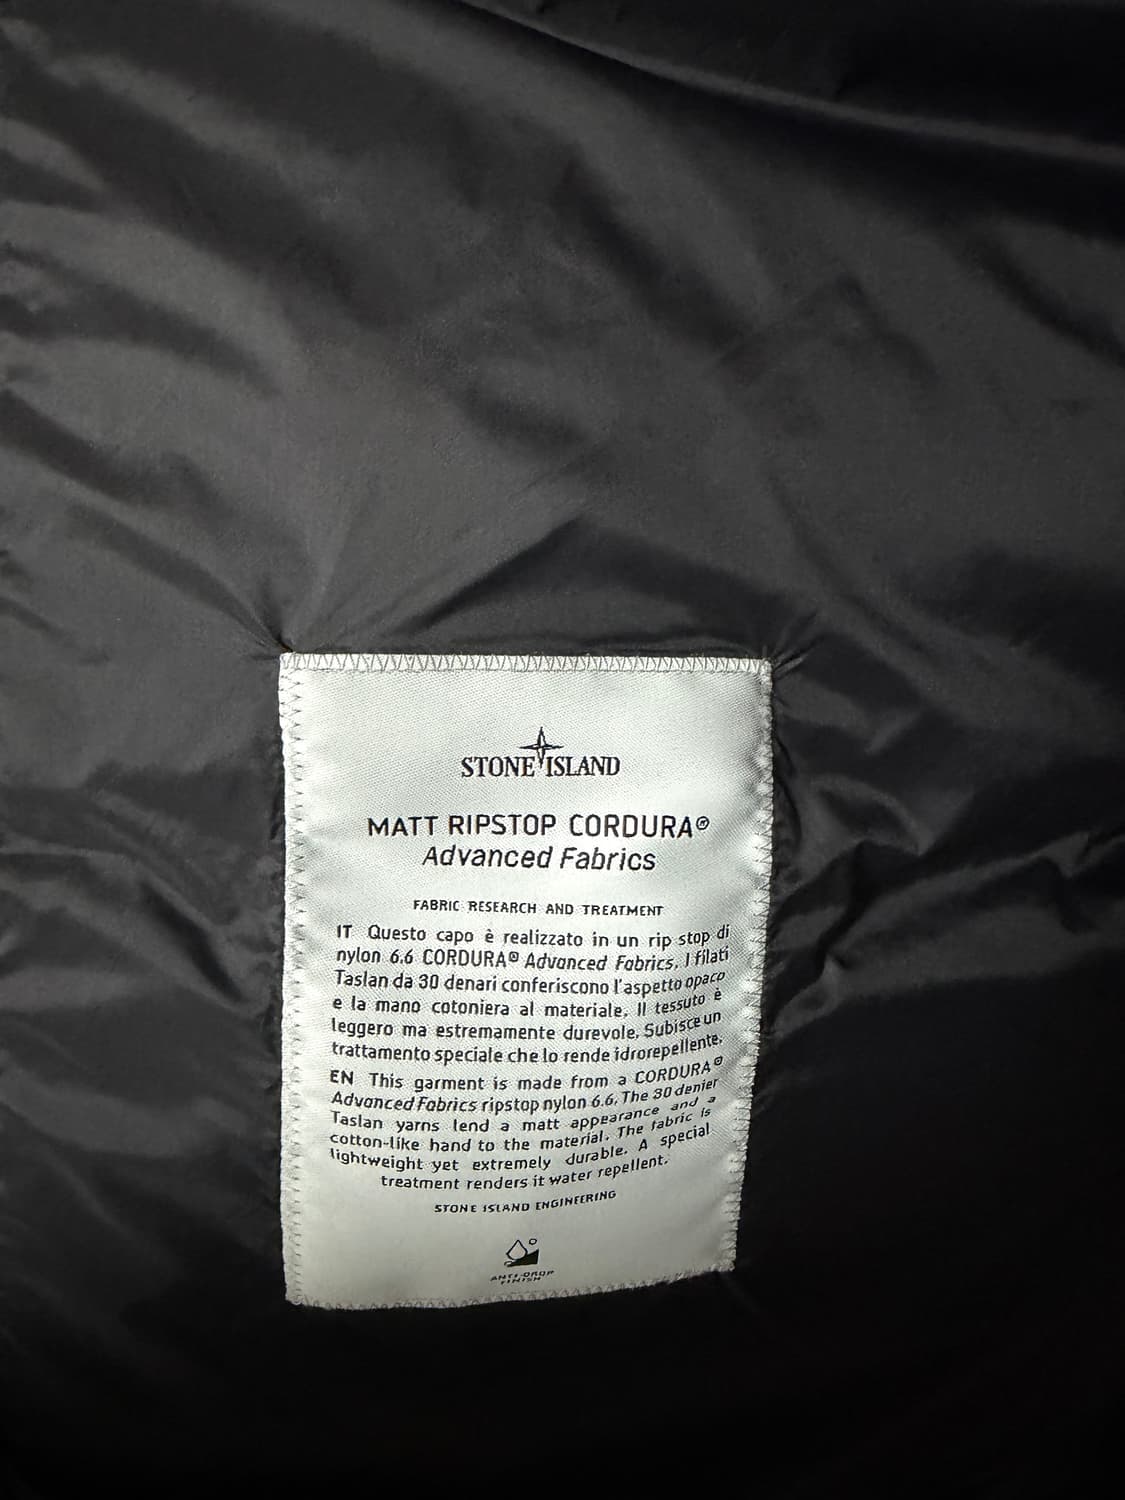 STONE ISLAND
MATT RIPSTOP CORDURA®
Advanced Fabrics
FABRIC RESEARCH AND TREATMENT
IT Questo capo è realizzato in un rip stop di
nylon 6.6 CORDURA® Advanced Fabrics. I filati
Taslan da 30 denari conferiscono l'aspetto opaco
e la mano cotoniera al materiale. Il tessuto è
leggero ma estremamente durevole. Subisce un
trattamento speciale che lo rende idrorepellente.
EN This garment is made from a CORDURA®
Advanced Fabrics ripstop nylon 6.6. The 30 denier
Taslan yarns lend a matt appearance and a
cotton-like hand to the material. The fabric is
lightweight yet extremely durable. A special
treatment renders it water repellent.
STONE ISLAND ENGINEERING
ANTI-DROP
FINISH